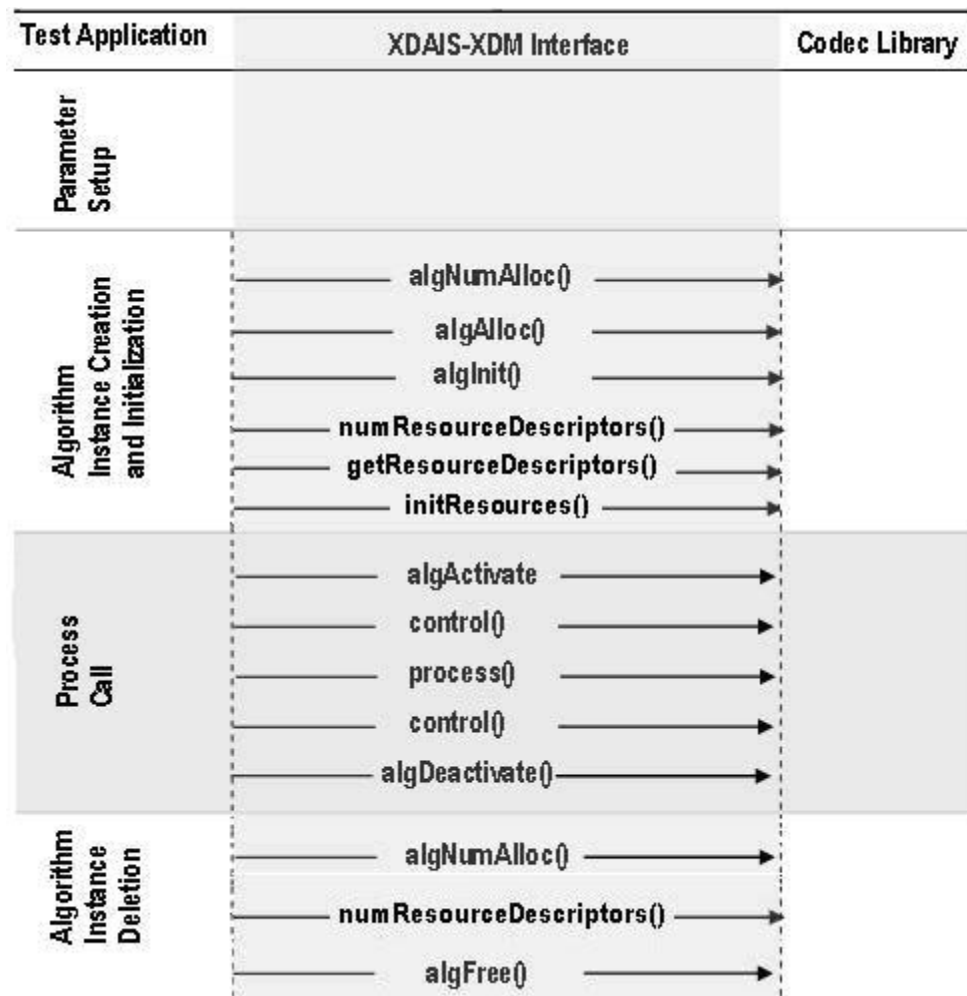 Test Application
XDAIS-XDM Interface
Codec Library
Parameter
Setup
Algorithm
Instance Creation
and Initialization
algNumAlloc()
algAlloc()
algInit()
numResourceDescriptors()
getResourceDescriptors()
initResources()
Process
Call
algActivate
control()
process()
control()
algDeactivate()
Algorithm
Instance
Deletion
algNumAlloc()
numResourceDescriptors()
algFree()